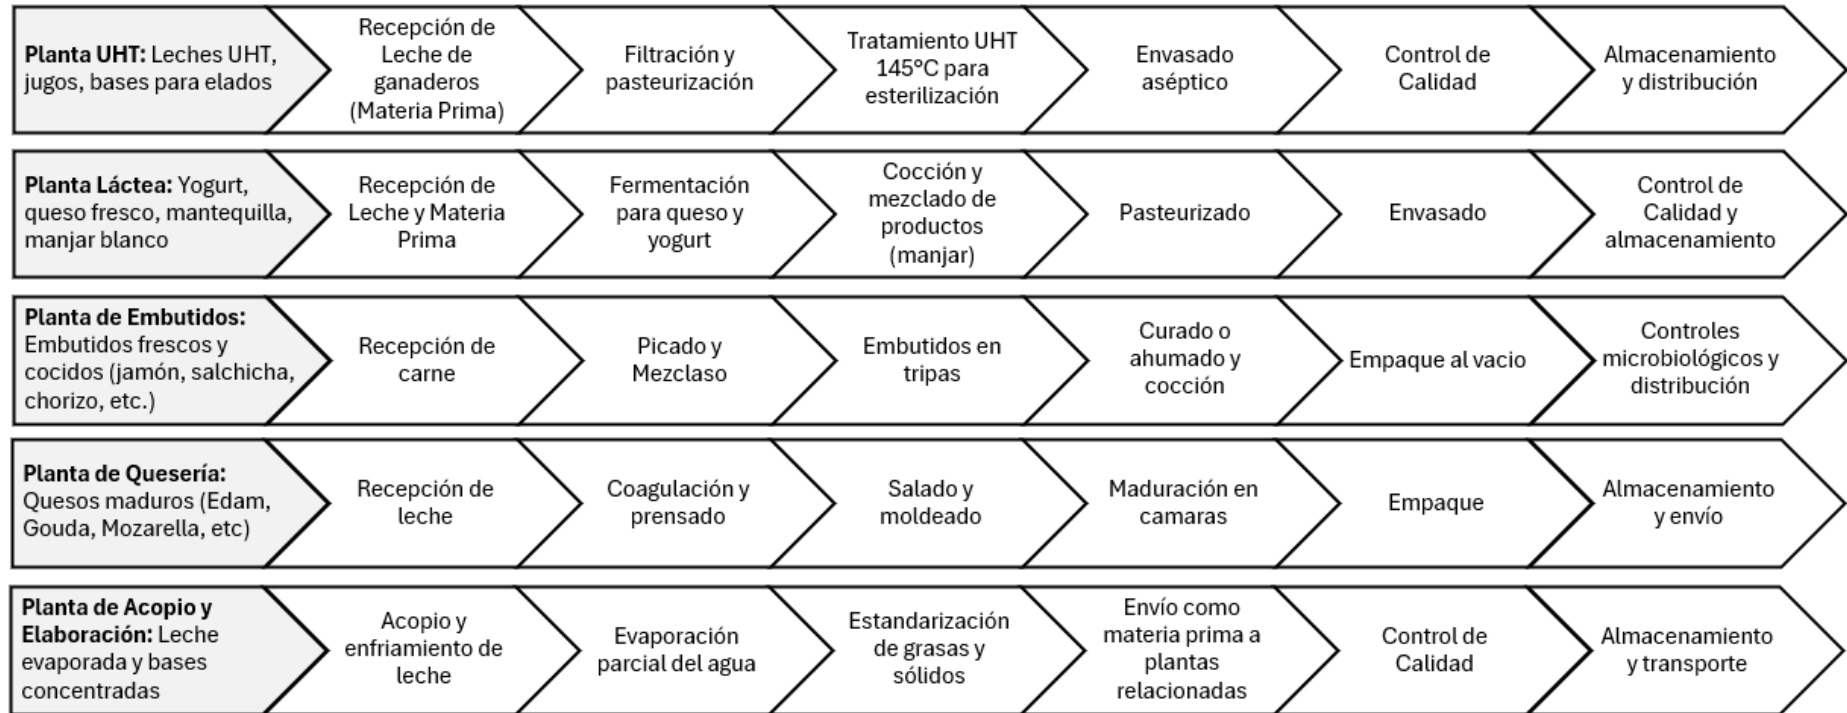 Planta UHT: Leches UHT,
jugos, bases para elados
Recepción de
Leche de
ganaderos
(Materia Prima)
Filtración y
pasteurización
Tratamiento UHT
145°C para
esterilización
Envasado
aséptico
Control de
Calidad
Almacenamiento
y distribución
Planta Láctea: Yogurt,
queso fresco, mantequilla,
manjar blanco
Recepción de
Leche y Materia
Prima
Fermentación
para queso y
yogurt
Cocción y
mezclado de
productos
(manjar)
Pasteurizado
Envasado
Control de
Calidad y
almacenamiento
Planta de Embutidos:
Embutidos frescos y
cocidos (jamón, salchicha,
chorizo, etc.)
Recepción de
carne
Picado y
Mezclaso
Embutidos en
tripas
Curado o
ahumado y
cocción
Empaque al vacio
Controles
microbiológicos y
distribución
Planta de Quesería:
Quesos maduros (Edam,
Gouda, Mozarella, etc)
Recepción de
leche
Coagulación y
prensado
Salado y
moldeado
Maduración en
camaras
Empaque
Almacenamiento
y envío
Planta de Acopio y
Elaboración: Leche
evaporada y bases
concentradas
Acopio y
enfriamiento de
leche
Evaporación
parcial del agua
Estandarización
de grasas y
sólidos
Envío como
materia prima a
plantas
relacionadas
Control de
Calidad
Almacenamiento
y transporte